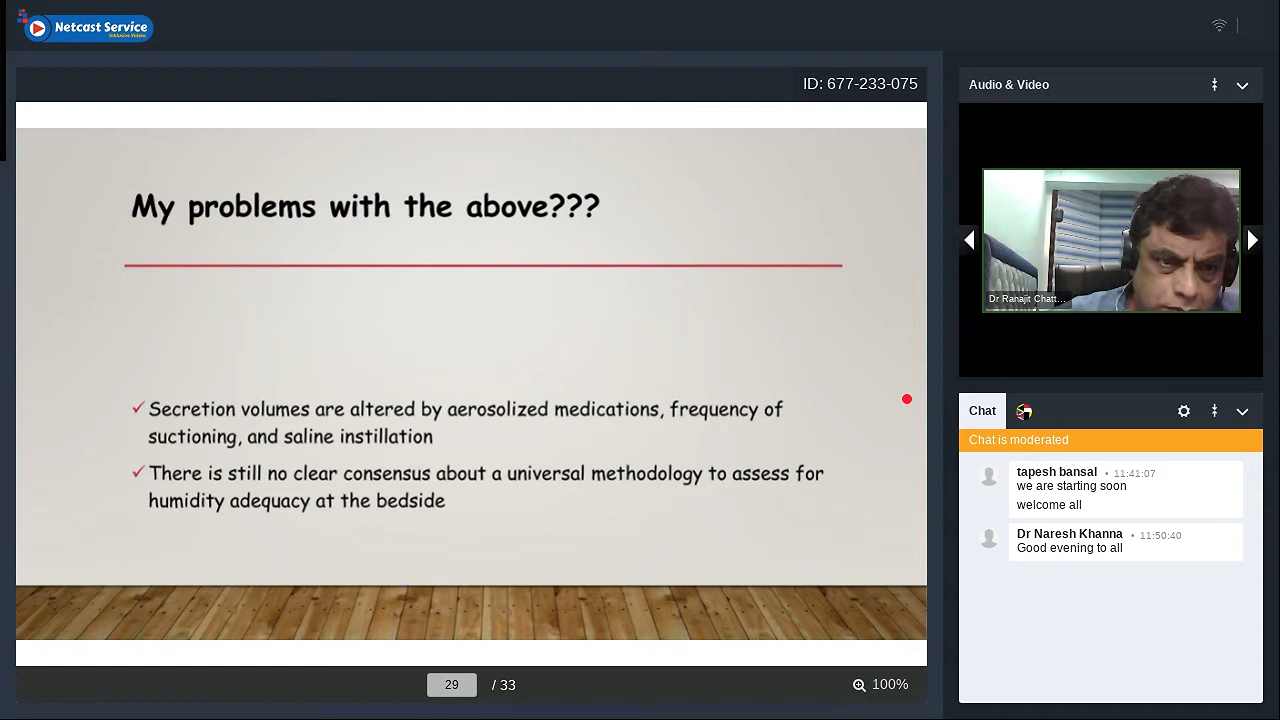 Netcast Service
Inklusive Videos
ID: 677-233-075
My problems with the above???
✓Secretion volumes are altered by aerosolized medications, frequency of
suctioning, and saline instillation
✓There is still no clear consensus about a universal methodology to assess for
humidity adequacy at the bedside
29 / 33
100%
Audio & Video
Dr Ranajit Chatt...
Chat
Chat is moderated
tapesh bansal • 11:41:07
we are starting soon
welcome all
Dr Naresh Khanna • 11:50:40
Good evening to all